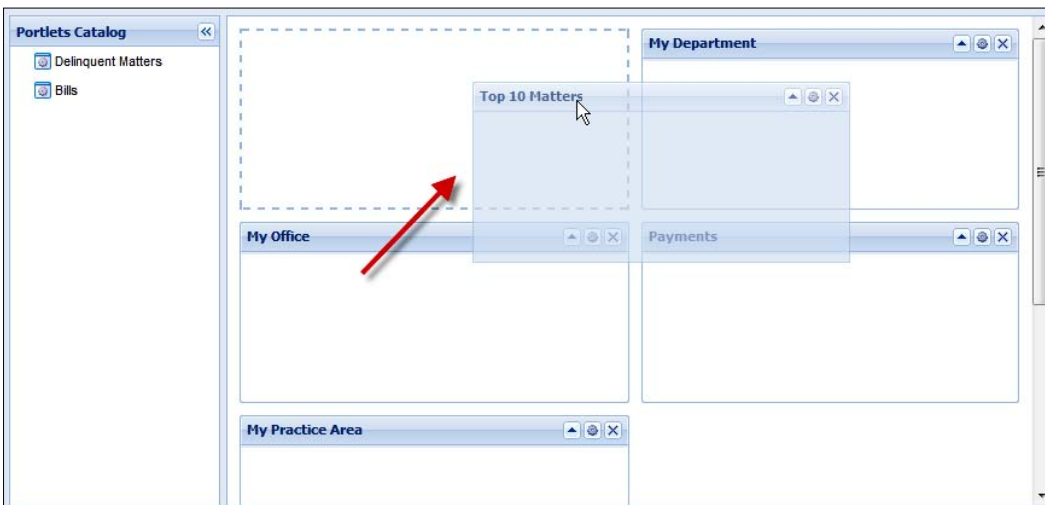 Portlets Catalog
Delinquent Matters
Bills
My Department
Top 10 Matters
My Office
Payments
My Practice Area